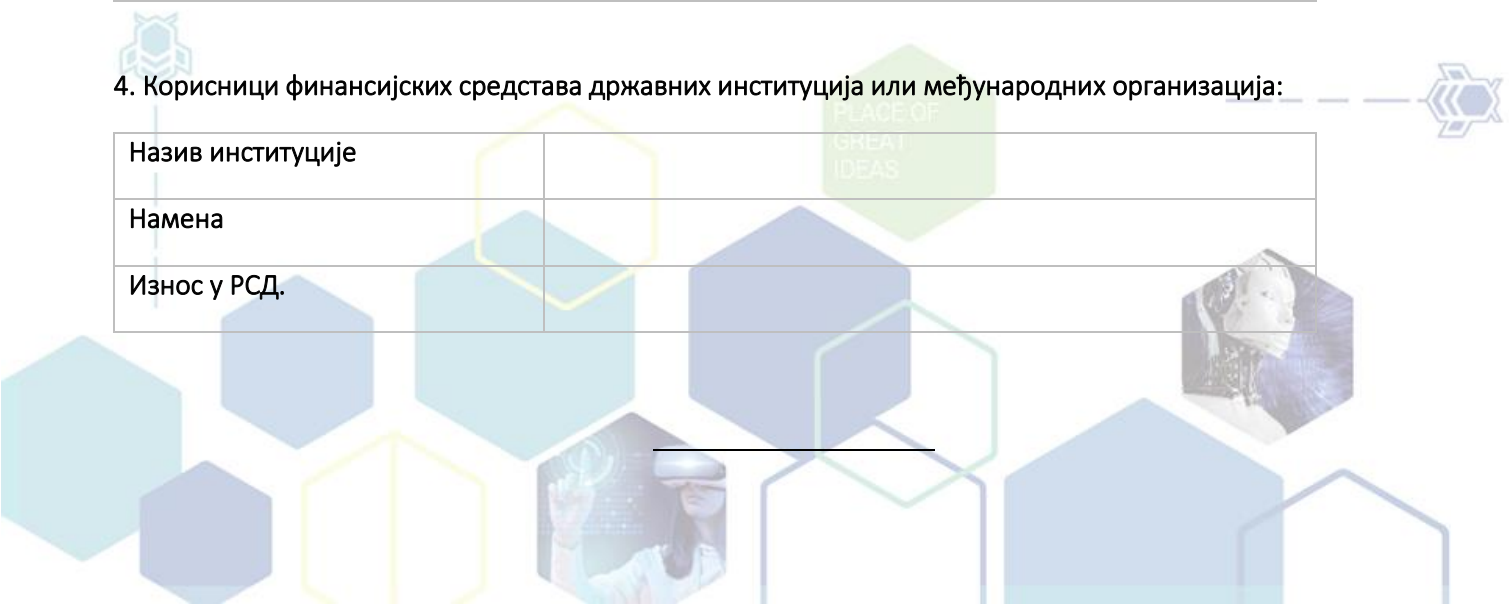 4. Корисници финансијских средстава државних институција или међународних организација:
PLACE OF
GREAT
IDEAS
Назив институције
Намена
Износ у РСД.